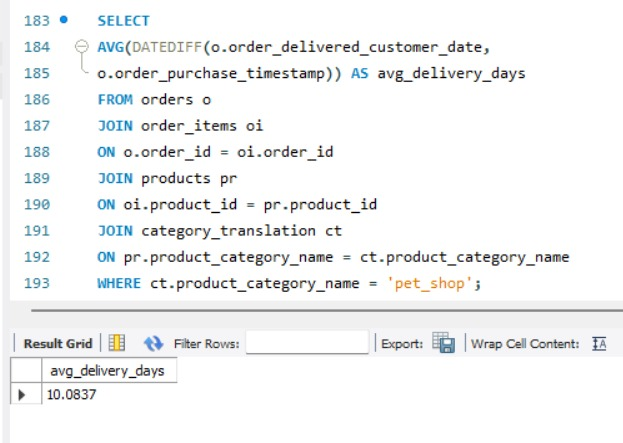 183 SELECT
184 AVG(DATEDIFF(o.order_delivered_customer_date,
185 o.order_purchase_timestamp)) AS avg_delivery_days
186 FROM orders o
187 JOIN order_items oi
188 ON o.order_id = oi.order_id
189 JOIN products pr
190 ON oi.product_id = pr.product_id
191 JOIN category_translation ct
192 ON pr.product_category_name = ct.product_category_name
193 WHERE ct.product_category_name = 'pet_shop';
Result Grid Filter Rows: Export: Wrap Cell Content: IA
avg_delivery_days
10.0837